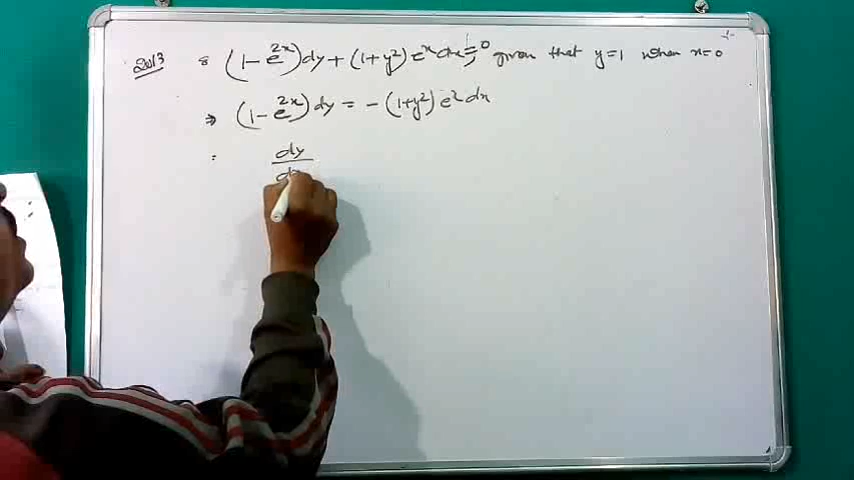 2013 : (1-e^{2x})dy + (1+y²) e^x dx = 0 given that y=1 when x=0
⇒ (1-e^{2x}) dy = - (1+y²) e^x dx
= dy/dx